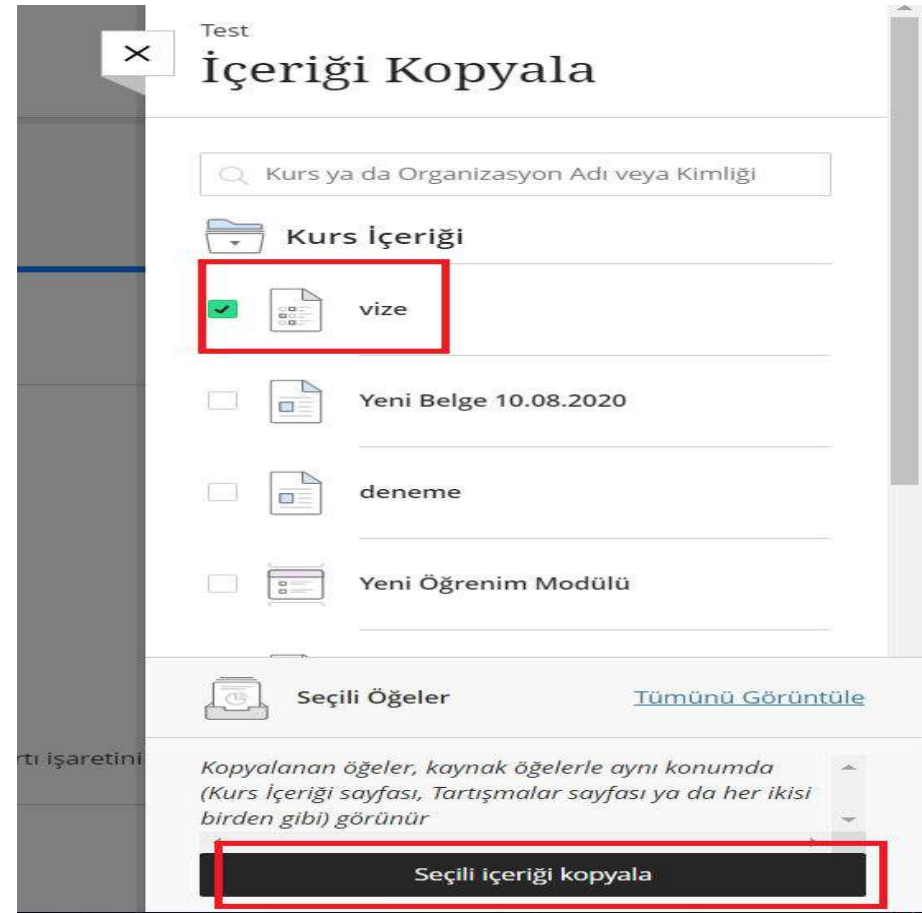 Test
İçeriği Kopyala
Kurs ya da Organizasyon Adı veya Kimliği
Kurs İçeriği
vize
Yeni Belge 10.08.2020
deneme
Yeni Öğrenim Modülü
Seçili Öğeler
Tümünü Görüntüle
rtı işaretini
Kopyalanan öğeler, kaynak öğelerle aynı konumda
(Kurs İçeriği sayfası, Tartışmalar sayfası ya da her ikisi
birden gibi) görünür
Seçili içeriği kopyala